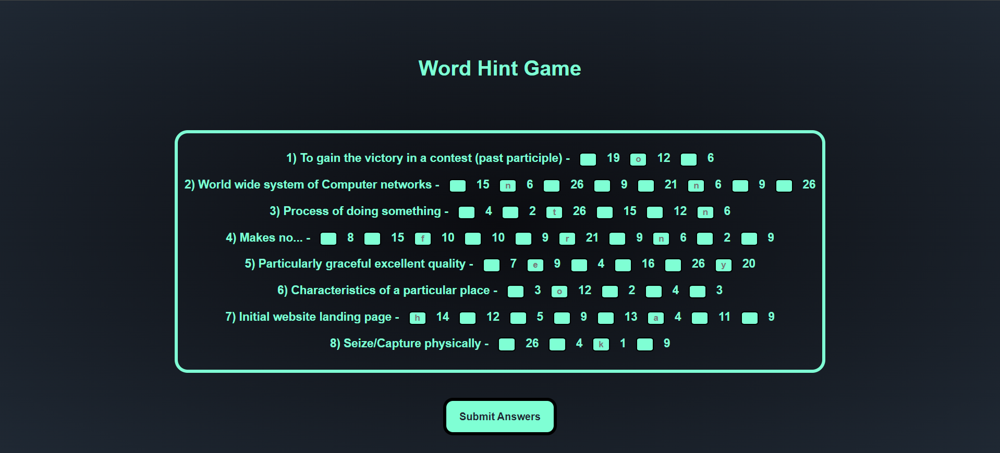 Word Hint Game
1) To gain the victory in a contest (past participle) - 19 o 12 6
2) World wide system of Computer networks - 15 n 6 26 9 21 n 6 9 26
3) Process of doing something - 4 2 t 26 15 12 n 6
4) Makes no... - 8 15 f 10 10 9 r 21 9 n 6 2 9
5) Particularly graceful excellent quality - 7 e 9 4 16 26 y 20
6) Characteristics of a particular place - 3 o 12 2 4 3
7) Initial website landing page - h 14 12 5 9 13 a 4 11 9
8) Seize/Capture physically - 26 4 k 1 9
Submit Answers